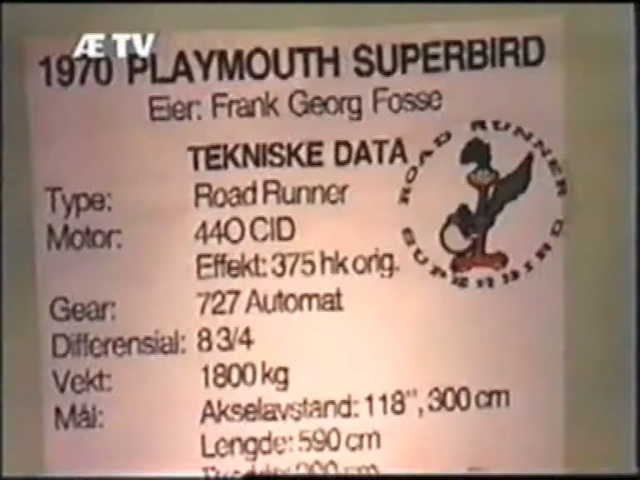 ÆTV
1970 PLAYMOUTH SUPERBIRD
Eier: Frank Georg Fosse
TEKNISKE DATA
ROAD RUNNER
SUPERBIRD
Type: Road Runner
Motor: 440 CID
Effekt: 375 hk orig.
Gear: 727 Automat
Differensial: 8 3/4
Vekt: 1800 kg
Mål: Akselavstand: 118", 300 cm
Lengde: 590 cm